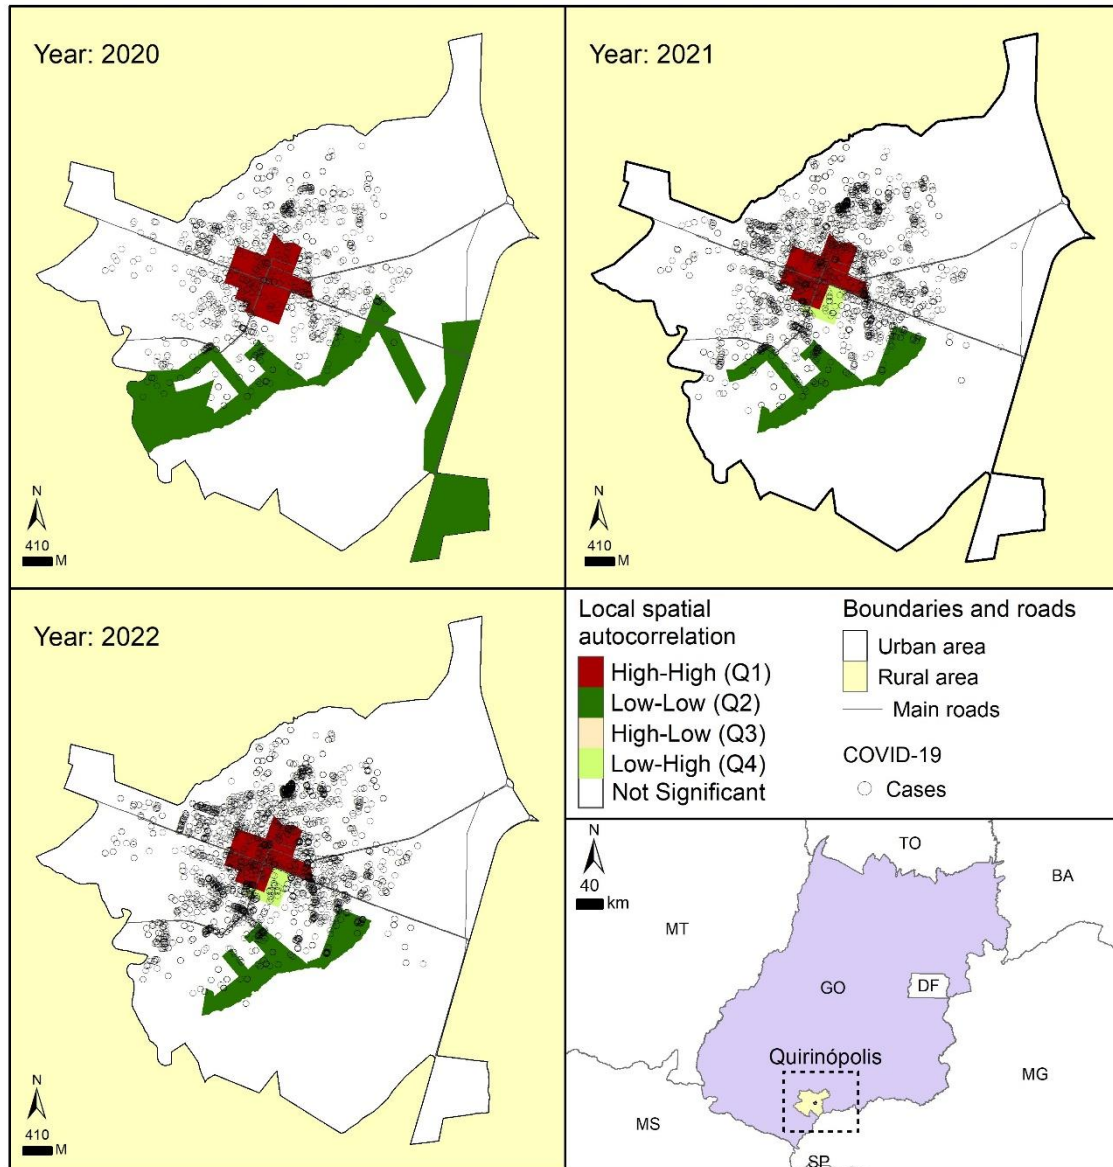 Year: 2020
N
410
M
Year: 2021
N
410
M
Year: 2022
N
410
M
Local spatial
autocorrelation
High-High (Q1)
Low-Low (Q2)
High-Low (Q3)
Low-High (Q4)
Not Significant
Boundaries and roads
Urban area
Rural area
Main roads
COVID-19
Cases
N
40
km
TO
BA
MT
GO
DF
Quirinópolis
MG
MS
SP